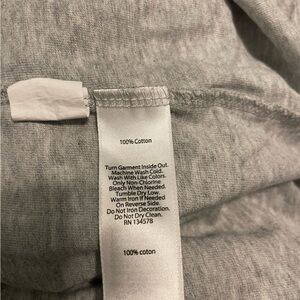 100% Cotton
Turn Garment Inside Out.
Machine Wash Cold.
Wash With Like Colors.
Only Non-Chlorine
Bleach When Needed.
Tumble Dry Low.
Warm Iron If Needed
On Reverse Side.
Do Not Iron Decoration.
Do Not Dry Clean.
RN 134578
100% coton